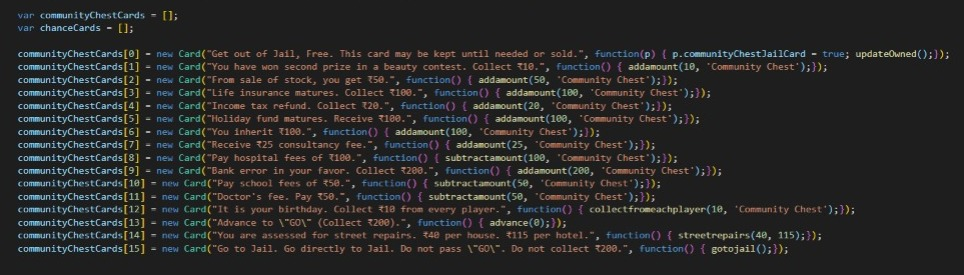 var communityChestCards = [];
var chanceCards = [];
communityChestCards[0] = new Card("Get out of Jail, Free. This card may be kept until needed or sold.", function(p) { p.communityChestJailCard = true; updateOwned();});
communityChestCards[1] = new Card("You have won second prize in a beauty contest. Collect ₹10.", function() { addamount(10, 'Community Chest');});
communityChestCards[2] = new Card("From sale of stock, you get ₹50.", function() { addamount(50, 'Community Chest');});
communityChestCards[3] = new Card("Life insurance matures. Collect ₹100.", function() { addamount(100, 'Community Chest');});
communityChestCards[4] = new Card("Income tax refund. Collect ₹20.", function() { addamount(20, 'Community Chest');});
communityChestCards[5] = new Card("Holiday fund matures. Receive ₹100.", function() { addamount(100, 'Community Chest');});
communityChestCards[6] = new Card("You inherit ₹100.", function() { addamount(100, 'Community Chest');});
communityChestCards[7] = new Card("Receive ₹25 consultancy fee.", function() { addamount(25, 'Community Chest');});
communityChestCards[8] = new Card("Pay hospital fees of ₹100.", function() { subtractamount(100, 'Community Chest');});
communityChestCards[9] = new Card("Bank error in your favor. Collect ₹200.", function() { addamount(200, 'Community Chest');});
communityChestCards[10] = new Card("Pay school fees of ₹50.", function() { subtractamount(50, 'Community Chest');});
communityChestCards[11] = new Card("Doctor's fee. Pay ₹50.", function() { subtractamount(50, 'Community Chest');});
communityChestCards[12] = new Card("It is your birthday. Collect ₹10 from every player.", function() { collectfromeachplayer(10, 'Community Chest');});
communityChestCards[13] = new Card("Advance to \"GO\" (Collect ₹200).", function() { advance(0);});
communityChestCards[14] = new Card("You are assessed for street repairs. ₹40 per house. ₹115 per hotel.", function() { streetrepairs(40, 115);});
communityChestCards[15] = new Card("Go to Jail. Go directly to Jail. Do not pass \"GO\". Do not collect ₹200.", function() { gotojail();});